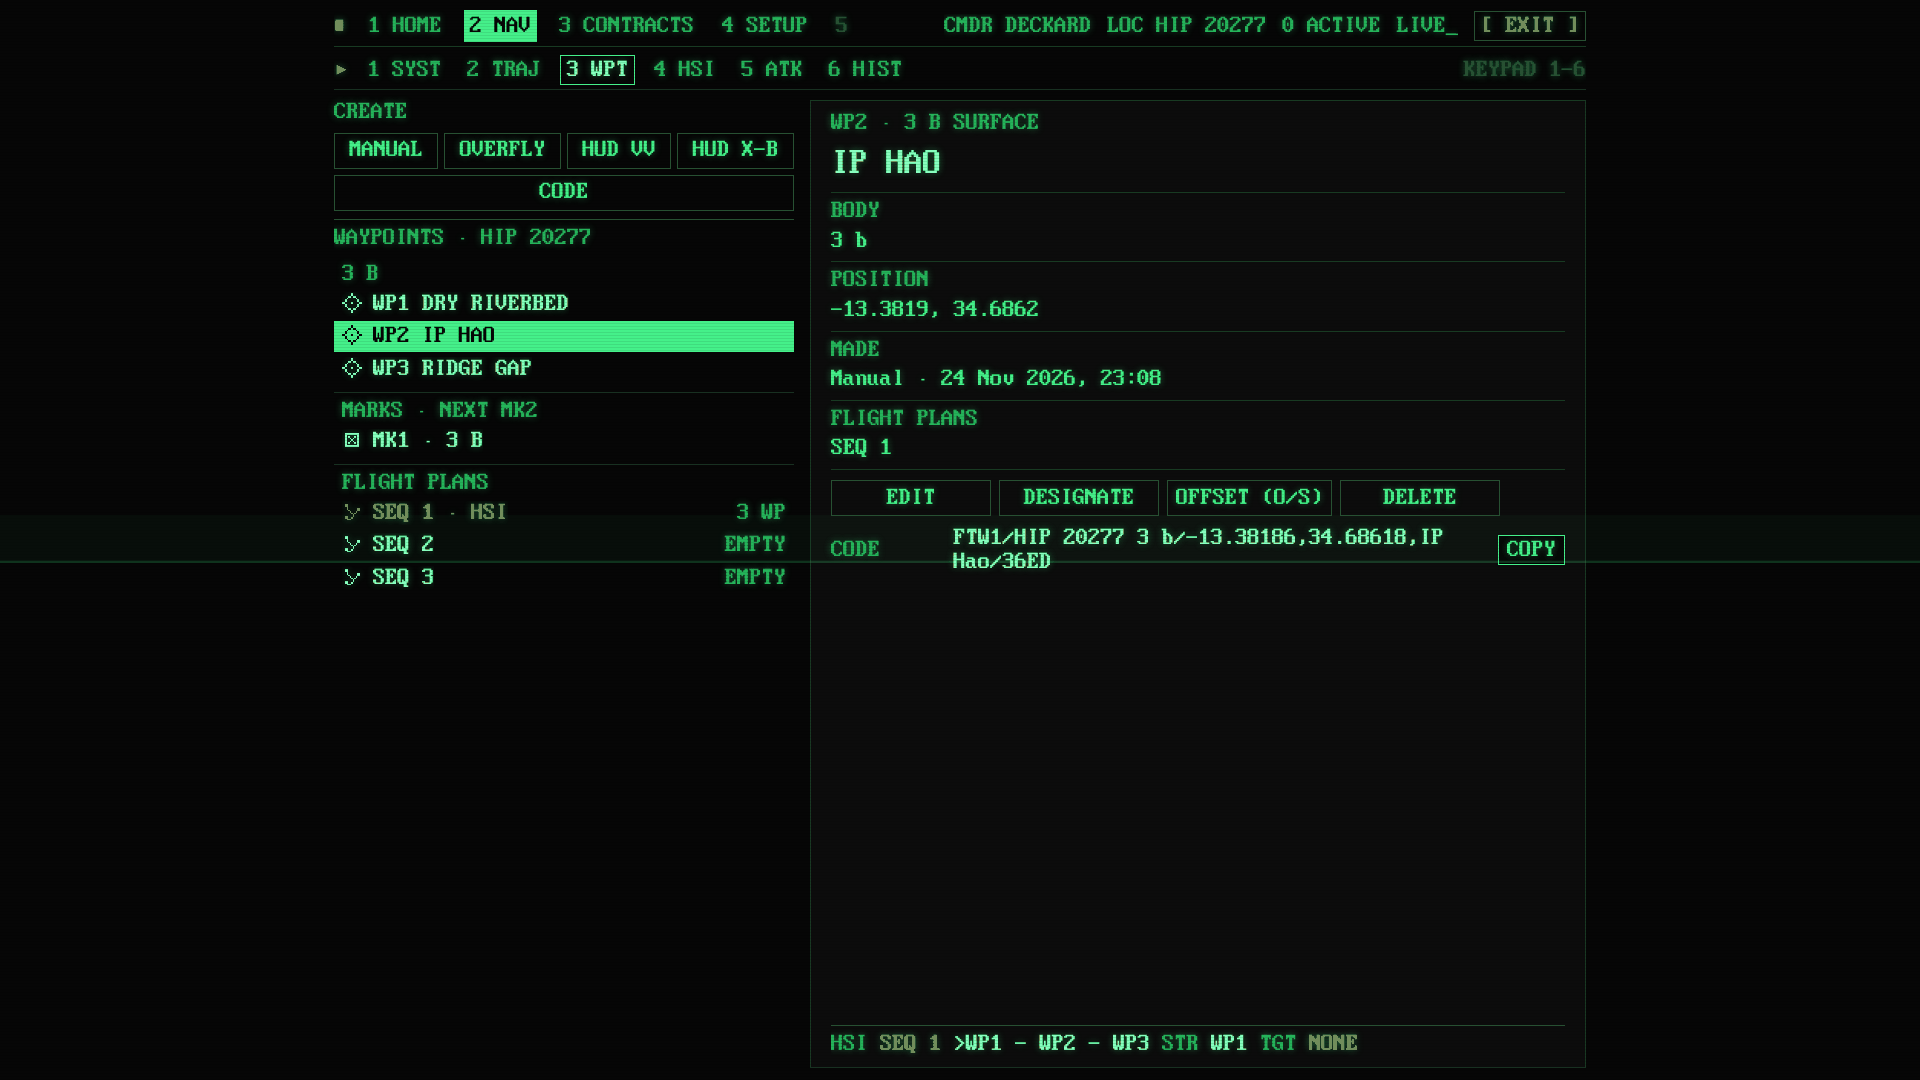 1 HOME 2 NAV 3 CONTRACTS 4 SETUP 5 CMDR DECKARD LOC HIP 20277 0 ACTIVE LIVE_ [ EXIT ]
► 1 SYST 2 TRAJ 3 WPT 4 HSI 5 ATK 6 HIST KEYPAD 1-6
CREATE
MANUAL OVERFLY HUD VV HUD X-B
CODE
WAYPOINTS · HIP 20277
3 B
WP1 DRY RIVERBED
WP2 IP HAO
WP3 RIDGE GAP
MARKS · NEXT MK2
MK1 · 3 B
FLIGHT PLANS
SEQ 1 · HSI 3 WP
SEQ 2 EMPTY
SEQ 3 EMPTY
WP2 · 3 B SURFACE
IP HAO
BODY
3 b
POSITION
-13.3819, 34.6862
MADE
Manual · 24 Nov 2026, 23:08
FLIGHT PLANS
SEQ 1
EDIT DESIGNATE OFFSET (O/S) DELETE
CODE FTW1/HIP 20277 3 b/-13.38186,34.68618,IP
Hao/36ED COPY
HSI SEQ 1 >WP1 - WP2 - WP3 STR WP1 TGT NONE